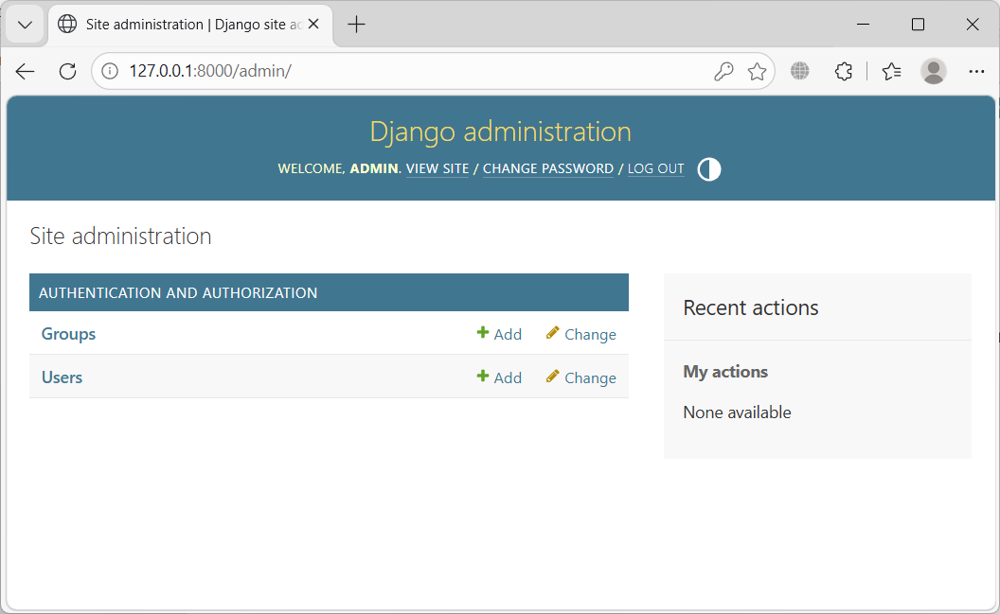 Site administration | Django site ad
127.0.0.1:8000/admin/
Django administration
WELCOME, ADMIN. VIEW SITE / CHANGE PASSWORD / LOG OUT
Site administration
AUTHENTICATION AND AUTHORIZATION
Groups Add Change
Users Add Change
Recent actions
My actions
None available